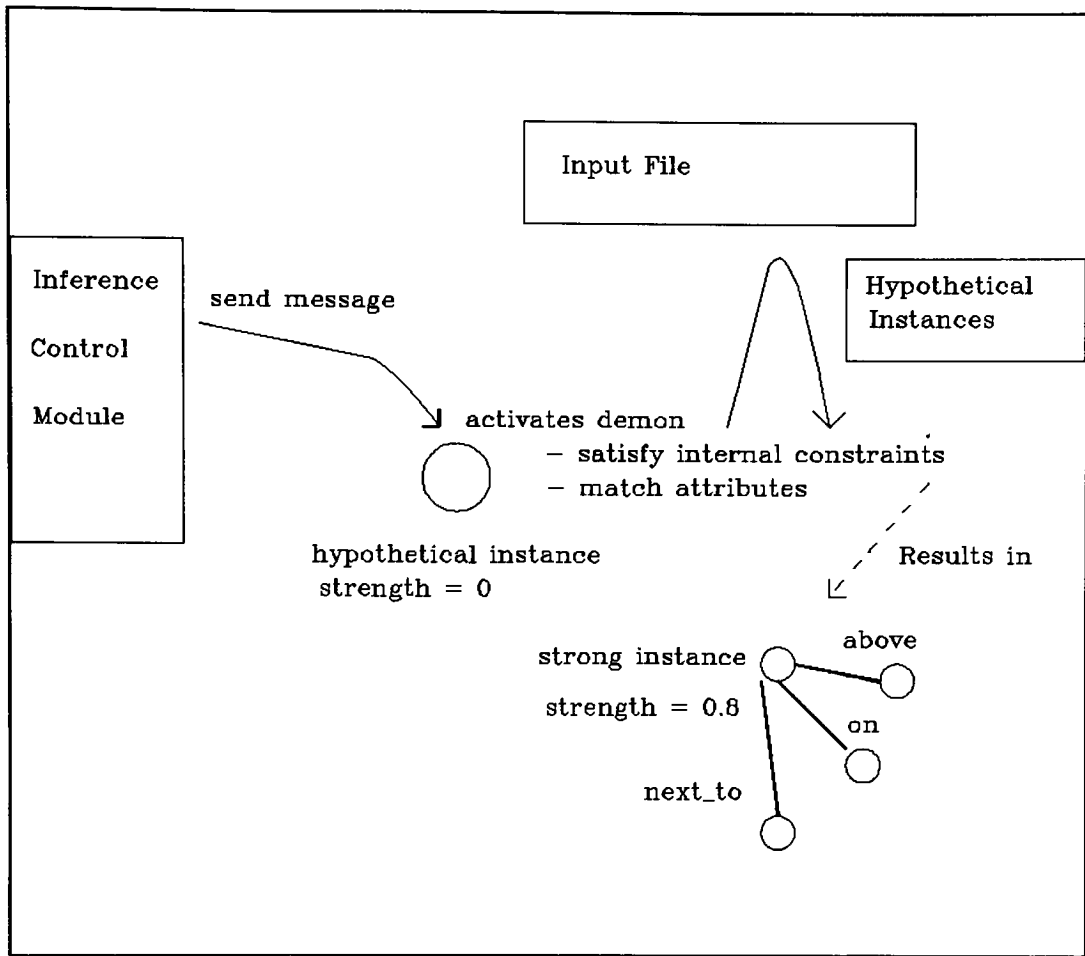 Input File
Inference
Control
Module
send message
Hypothetical
Instances
activates demon
– satisfy internal constraints
– match attributes
hypothetical instance
strength = 0
Results in
above
strong instance
strength = 0.8
on
next_to